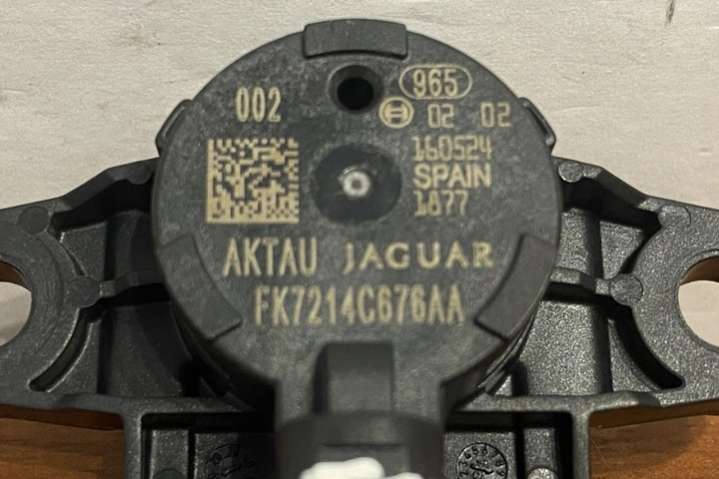 002
965
02 02
160524
SPAIN
1877
AKTAU JAGUAR
FK7214C676AA